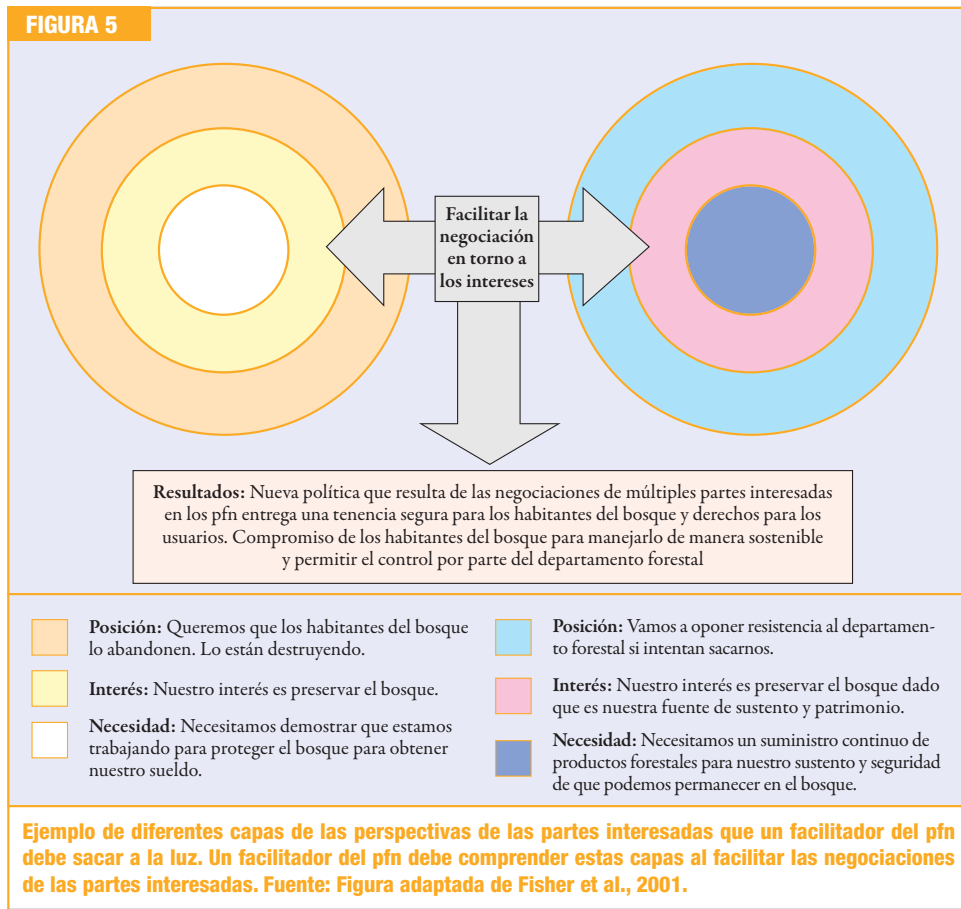 FIGURA 5
Facilitar la
negociación
en torno a
los intereses
Resultados: Nueva política que resulta de las negociaciones de múltiples partes interesadas
en los pfn entrega una tenencia segura para los habitantes del bosque y derechos para los
usuarios. Compromiso de los habitantes del bosque para manejarlo de manera sostenible
y permitir el control por parte del departamento forestal
Posición: Queremos que los habitantes del bosque
lo abandonen. Lo están destruyendo.
Interés: Nuestro interés es preservar el bosque.
Necesidad: Necesitamos demostrar que estamos
trabajando para proteger el bosque para obtener
nuestro sueldo.
Posición: Vamos a oponer resistencia al departamen-
to forestal si intentan sacarnos.
Interés: Nuestro interés es preservar el bosque dado
que es nuestra fuente de sustento y patrimonio.
Necesidad: Necesitamos un suministro continuo de
productos forestales para nuestro sustento y seguridad
de que podemos permanecer en el bosque.
Ejemplo de diferentes capas de las perspectivas de las partes interesadas que un facilitador del pfn
debe sacar a la luz. Un facilitador del pfn debe comprender estas capas al facilitar las negociaciones
de las partes interesadas. Fuente: Figura adaptada de Fisher et al., 2001.